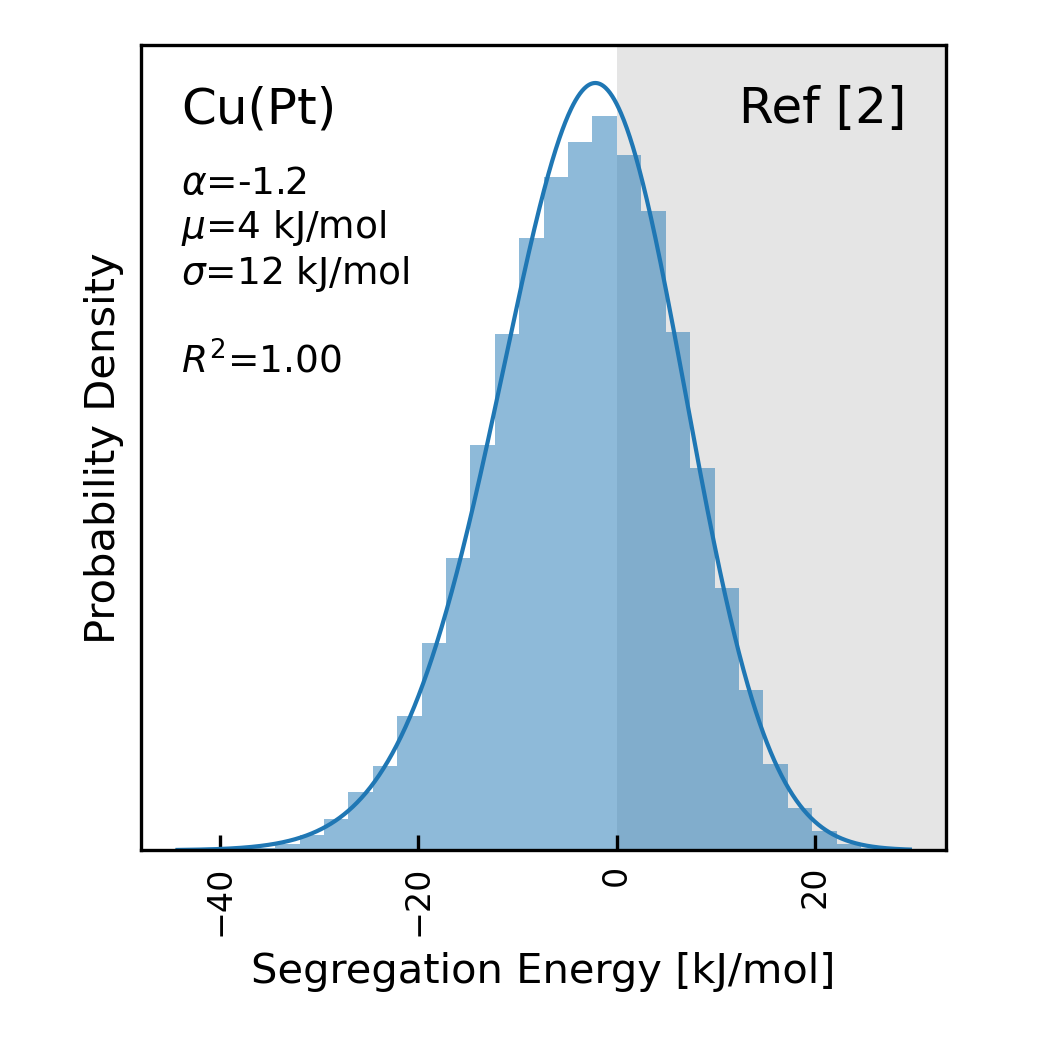 Cu(Pt)
Ref [2]
α=-1.2
μ=4 kJ/mol
σ=12 kJ/mol
R²=1.00
Probability Density
−40
−20
0
20
Segregation Energy [kJ/mol]